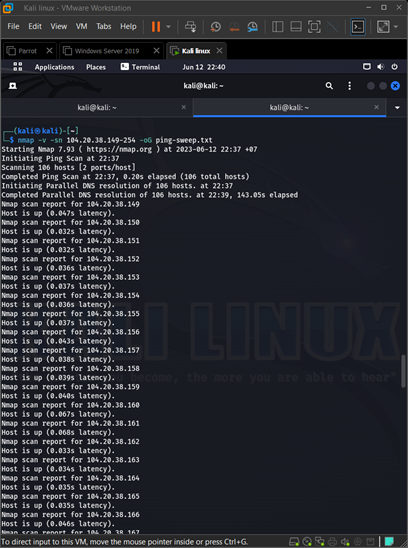 Kali linux - VMware Workstation
File Edit View VM Tabs Help
Parrot Windows Server 2019 Kali linux
Applications Places Terminal Jun 12 22:40
kali@kali: ~
kali@kali: ~ kali@kali: ~
(kali㉿kali)-[~]
$ nmap -v -sn 104.20.38.149-254 -oG ping-sweep.txt
Starting Nmap 7.93 ( https://nmap.org ) at 2023-06-12 22:37 +07
Initiating Ping Scan at 22:37
Scanning 106 hosts [2 ports/host]
Completed Ping Scan at 22:37, 0.20s elapsed (106 total hosts)
Initiating Parallel DNS resolution of 106 hosts. at 22:37
Completed Parallel DNS resolution of 106 hosts. at 22:39, 143.05s elapsed
Nmap scan report for 104.20.38.149
Host is up (0.047s latency).
Nmap scan report for 104.20.38.150
Host is up (0.032s latency).
Nmap scan report for 104.20.38.151
Host is up (0.032s latency).
Nmap scan report for 104.20.38.152
Host is up (0.036s latency).
Nmap scan report for 104.20.38.153
Host is up (0.037s latency).
Nmap scan report for 104.20.38.154
Host is up (0.036s latency).
Nmap scan report for 104.20.38.155
Host is up (0.037s latency).
Nmap scan report for 104.20.38.156
Host is up (0.043s latency).
Nmap scan report for 104.20.38.157
Host is up (0.038s latency).
Nmap scan report for 104.20.38.158
Host is up (0.039s latency).
Nmap scan report for 104.20.38.159
Host is up (0.040s latency).
Nmap scan report for 104.20.38.160
Host is up (0.067s latency).
Nmap scan report for 104.20.38.161
Host is up (0.068s latency).
Nmap scan report for 104.20.38.162
Host is up (0.033s latency).
Nmap scan report for 104.20.38.163
Host is up (0.034s latency).
Nmap scan report for 104.20.38.164
Host is up (0.035s latency).
Nmap scan report for 104.20.38.165
Host is up (0.035s latency).
Nmap scan report for 104.20.38.166
Host is up (0.046s latency).
Nmap scan report for 104.20.38.167
LINUX
become, the more you are able to hear"
To direct input to this VM, move the mouse pointer inside or press Ctrl+G.